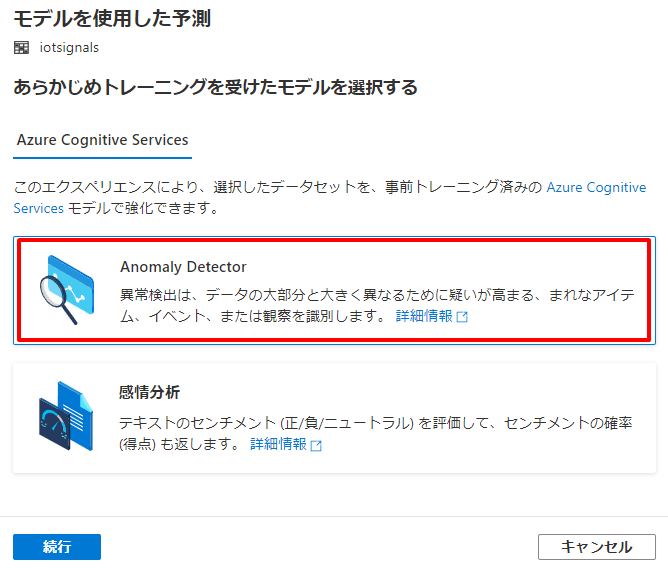 モデルを使用した予測
iotsignals
あらかじめトレーニングを受けたモデルを選択する
Azure Cognitive Services
このエクスペリエンスにより、選択したデータセットを、事前トレーニング済みの Azure Cognitive
Services モデルで強化できます。
Anomaly Detector
異常検出は、データの大部分と大きく異なるために疑いが高まる、まれなアイテ
ム、イベント、または観察を識別します。 詳細情報
感情分析
テキストのセンチメント (正/負/ニュートラル) を評価して、センチメントの確率
(得点) も返します。 詳細情報
続行
キャンセル